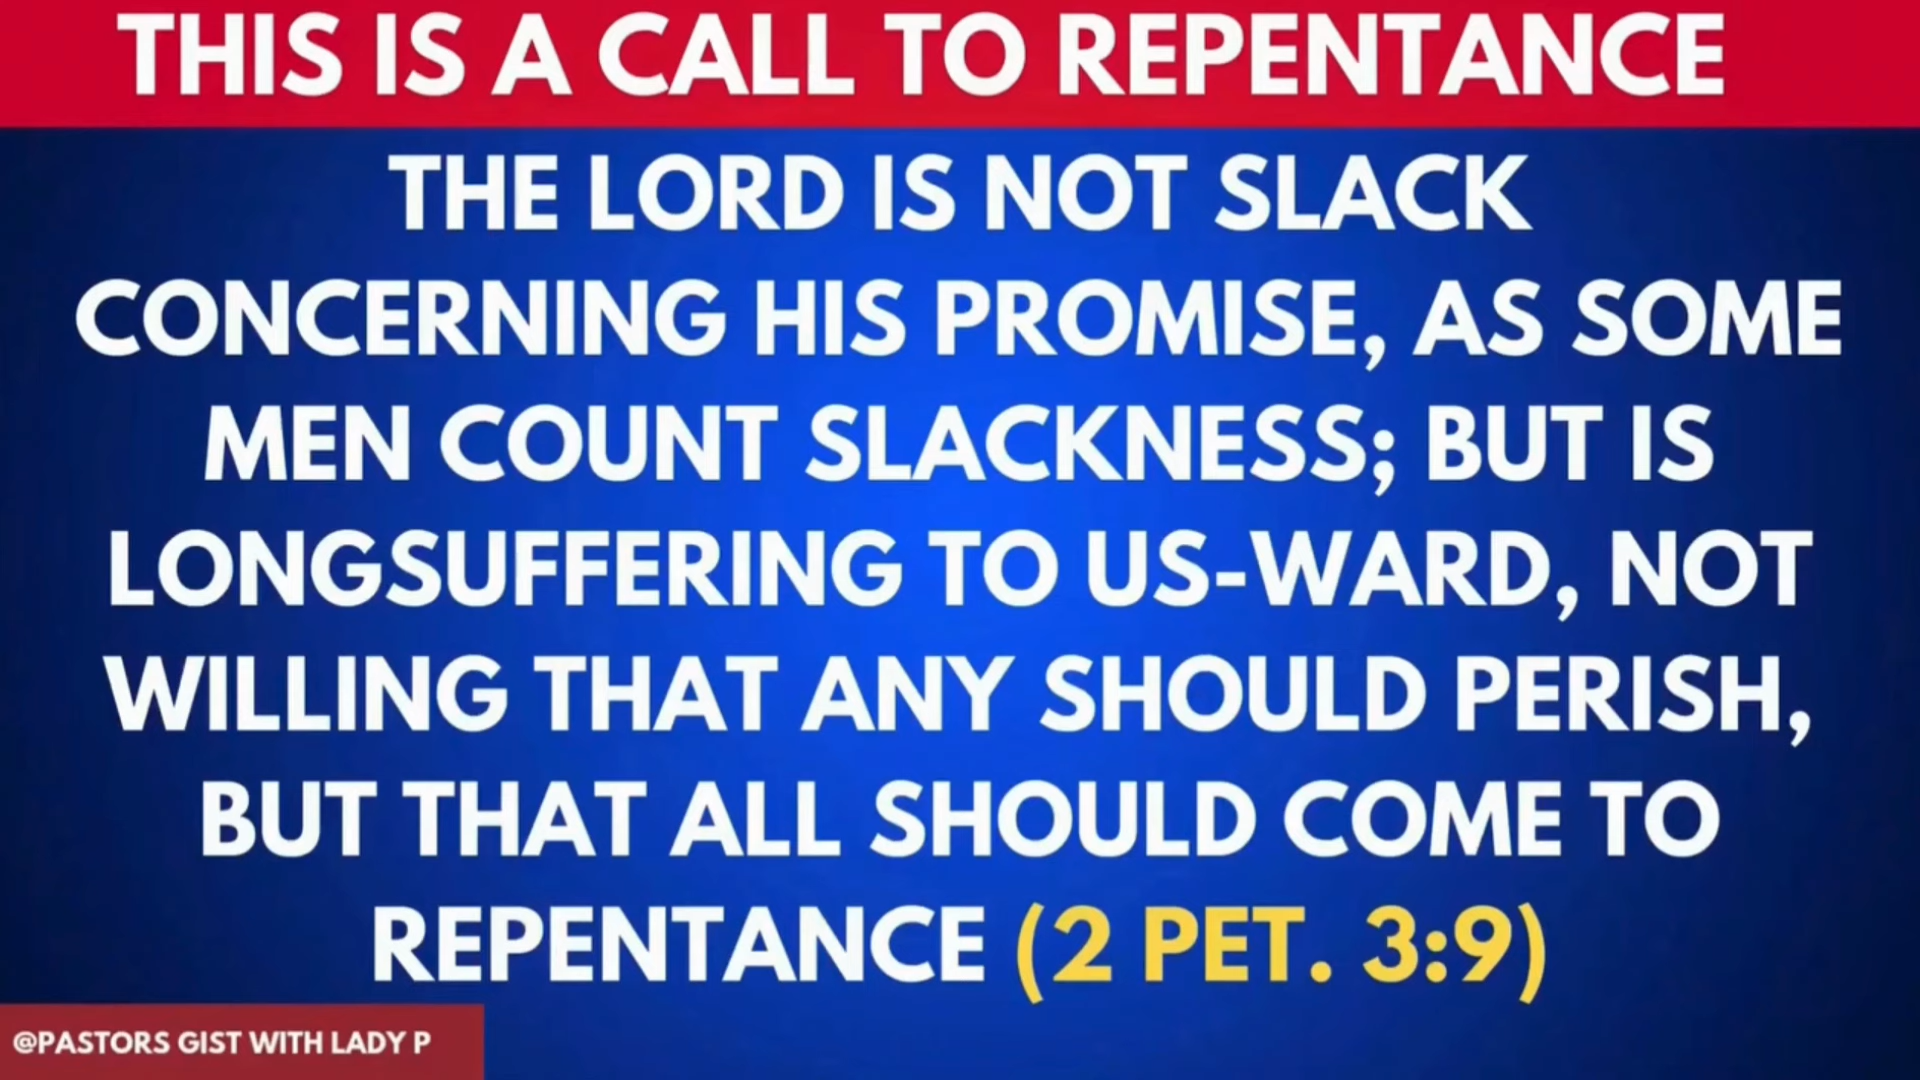 THIS IS A CALL TO REPENTANCE
THE LORD IS NOT SLACK
CONCERNING HIS PROMISE, AS SOME
MEN COUNT SLACKNESS; BUT IS
LONGSUFFERING TO US-WARD, NOT
WILLING THAT ANY SHOULD PERISH,
BUT THAT ALL SHOULD COME TO
REPENTANCE (2 PET. 3:9)
@PASTORS GIST WITH LADY P